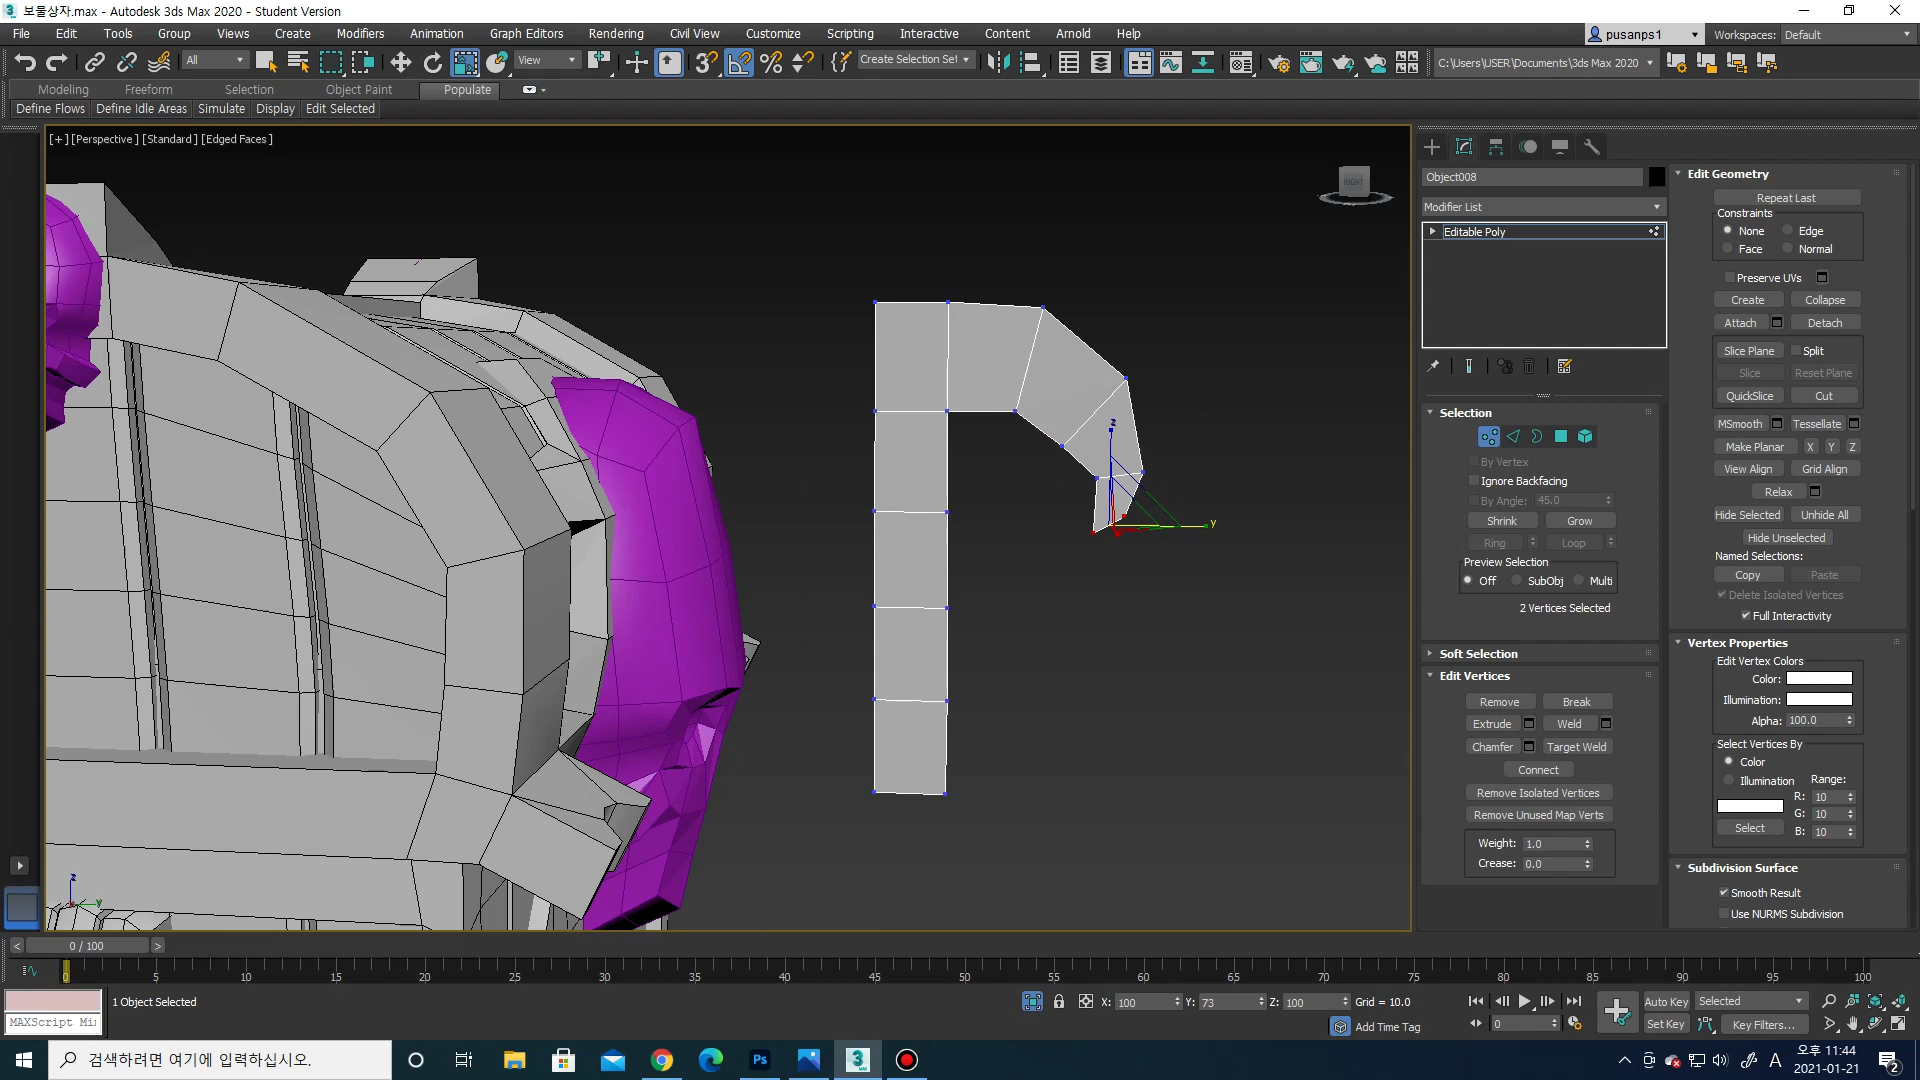 보물상자.max - Autodesk 3ds Max 2020 - Student Version
File Edit Tools Group Views Create Modifiers Animation Graph Editors Rendering Civil View Customize Scripting Interactive Content Arnold Help
pusanps1 Workspaces: Default
All View Create Selection Set C:\Users\USER\Documents\3ds Max 2020
Modeling Freeform Selection Object Paint Populate
Define Flows Define Idle Areas Simulate Display Edit Selected
[+] [Perspective] [Standard] [Edged Faces]
RIGHT
z
y
z
y
Object008
Modifier List
Editable Poly
Selection
By Vertex
Ignore Backfacing
By Angle: 45.0
Shrink Grow
Ring Loop
Preview Selection
Off SubObj Multi
2 Vertices Selected
Soft Selection
Edit Vertices
Remove Break
Extrude Weld
Chamfer Target Weld
Connect
Remove Isolated Vertices
Remove Unused Map Verts
Weight: 1.0
Crease: 0.0
Edit Geometry
Repeat Last
Constraints
None Edge
Face Normal
Preserve UVs
Create Collapse
Attach Detach
Slice Plane Split
Slice Reset Plane
QuickSlice Cut
MSmooth Tessellate
Make Planar X Y Z
View Align Grid Align
Relax
Hide Selected Unhide All
Hide Unselected
Named Selections:
Copy Paste
Delete Isolated Vertices
Full Interactivity
Vertex Properties
Edit Vertex Colors
Color:
Illumination:
Alpha: 100.0
Select Vertices By
Color
Illumination Range:
R: 10
G: 10
Select B: 10
Subdivision Surface
Smooth Result
Use NURMS Subdivision
< 0 / 100 >
0 5 10 15 20 25 30 35 40 45 50 55 60 65 70 75 80 85 90 95 100
1 Object Selected X: 100 Y: 73 Z: 100 Grid = 10.0 Auto Key Selected
MAXScript Mi Add Time Tag 0 Set Key Key Filters...
검색하려면 여기에 입력하십시오.
Ps
3
MAX
A
오후 11:44
2021-01-21
2